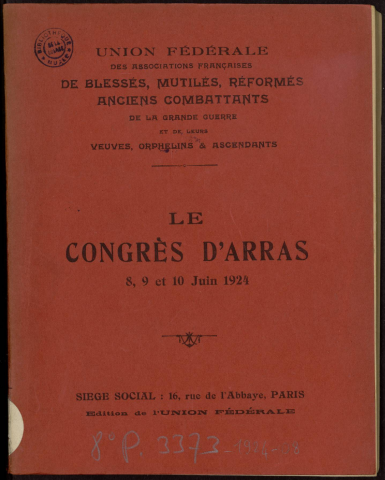 UNION FÉDÉRALE
DES ASSOCIATIONS FRANÇAISES
DE BLESSÉS, MUTILÉS, RÉFORMÉS
ANCIENS COMBATTANTS
DE LA GRANDE GUERRE
ET DE LEURS
VEUVES, ORPHELINS & ASCENDANTS
LE
CONGRÈS D'ARRAS
8, 9 et 10 Juin 1924
SIEGE SOCIAL : 16, rue de l'Abbaye, PARIS
Edition de l'UNION FÉDÉRALE
8° P. 3373